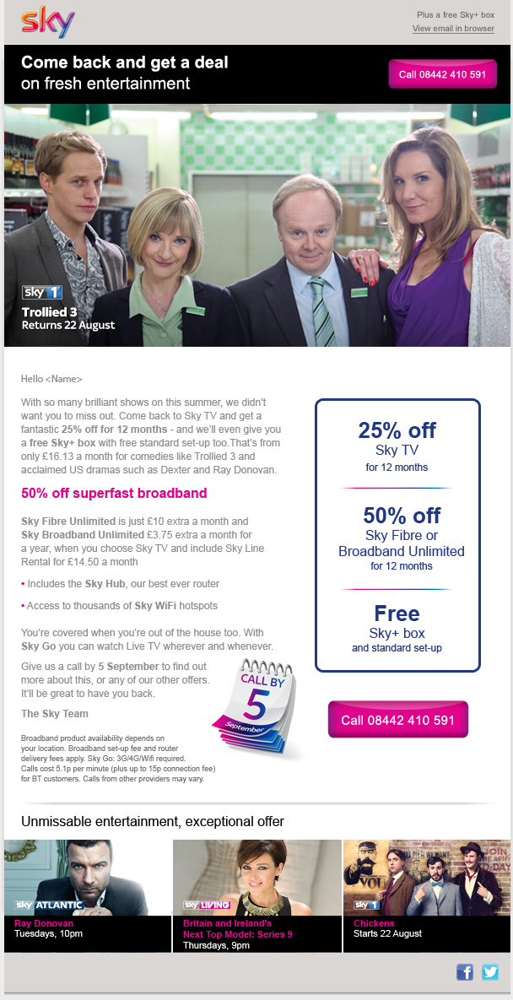 sky
Plus a free Sky+ box
View email in browser
Come back and get a deal
on fresh entertainment
Call 08442 410 591
sky 1
Trollied 3
Returns 22 August
Hello <Name>
With so many brilliant shows on this summer, we didn't
want you to miss out. Come back to Sky TV and get a
fantastic 25% off for 12 months - and we'll even give you
a free Sky+ box with free standard set-up too.That's from
only £16.13 a month for comedies like Trollied 3 and
acclaimed US dramas such as Dexter and Ray Donovan.
50% off superfast broadband
Sky Fibre Unlimited is just £10 extra a month and
Sky Broadband Unlimited £3.75 extra a month for
a year, when you choose Sky TV and include Sky Line
Rental for £14.50 a month
• Includes the Sky Hub, our best ever router
• Access to thousands of Sky WiFi hotspots
You're covered when you're out of the house too. With
Sky Go you can watch Live TV wherever and whenever.
Give us a call by 5 September to find out
more about this, or any of our other offers.
It'll be great to have you back.
The Sky Team
Broadband product availability depends on
your location. Broadband set-up fee and router
delivery fees apply. Sky Go: 3G/4G/Wifi required.
Calls cost 5.1p per minute (plus up to 15p connection fee)
for BT customers. Calls from other providers may vary.
CALL BY
5
September
25% off
Sky TV
for 12 months
50% off
Sky Fibre or
Broadband Unlimited
for 12 months
Free
Sky+ box
and standard set-up
Call 08442 410 591
Unmissable entertainment, exceptional offer
sky ATLANTIC
Ray Donovan
Tuesdays, 10pm
sky LIVING
Britain and Ireland's
Next Top Model: Series 9
Thursdays, 9pm
YOU
MEN WANT
JOIN
THE ARMY
TO-DAY
sky 1
Chickens
Starts 22 August
f